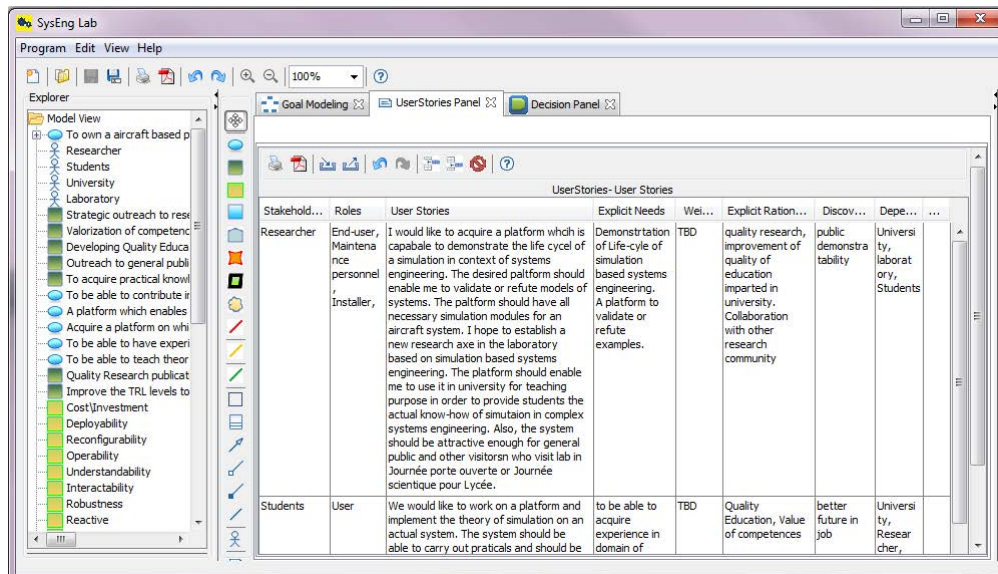 SysEng Lab
Program Edit View Help
100%
Explorer
Goal Modeling
UserStories Panel
Decision Panel
Model View
To own a aircraft based p
Researcher
Students
University
Laboratory
Strategic outreach to rese
Valorization of competenc
Developing Quality Educa
Outreach to general publi
To acquire practical knowl
To be able to contribute ir
A platform which enables
Acquire a platform on whi
To be able to have experi
To be able to teach theor
Quality Research publicat
Improve the TRL levels to
Cost\Investment
Deployability
Reconfigurability
Operability
Understandability
Interactability
Robustness
Reactive
UserStories- User Stories
Stakehold... Roles User Stories Explicit Needs Wei... Explicit Ration... Discov... Depe... ...
Researcher
End-user,
Maintena
nce
personnel
,
Installer,
I would like to acquire a platform whcih is
capabale to demonstrate the life cycel of
a simulation in context of systems
engineering. The desired paltform should
enable me to validate or refute models of
systems. The paltform should have all
necessary simulation modules for an
aircraft system. I hope to establish a
new research axe in the laboratory
based on simulation based systems
engineering. The platform should enable
me to use it in university for teaching
purpose in order to provide students the
actual know-how of simutaion in complex
systems engineering. Also, the system
should be attractive enough for general
public and other visitorsn who visit lab in
Journée porte ouverte or Journée
scientique pour Lycée.
Demonstrtation
of Life-cyle of
simulation
based systems
engineering.
A platform to
validate or
refute
examples.
TBD
quality research,
improvement of
quality of
education
imparted in
university.
Collaboration
with other
research
community
public
demonstra
tability
Universi
ty,
laborat
ory,
Students
Students
User
We would like to work on a platform and
implement the theory of simulation on an
actual system. The system should be
able to carry out praticals and should be
to be able to
acquire
experience in
domain of
TBD
Quality
Education, Value
of competences
better
future in
job
Universi
ty,
Resear
cher,